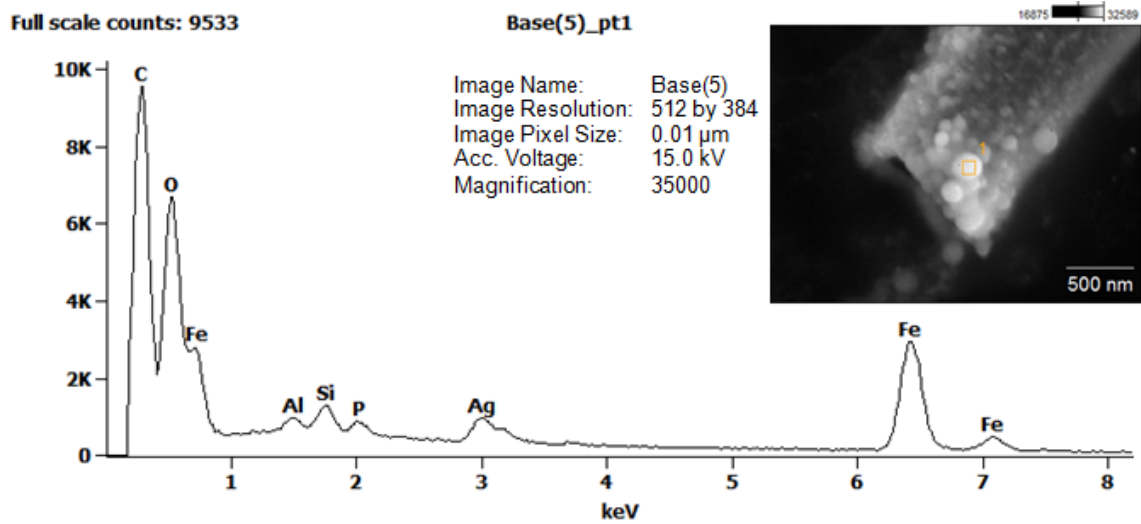 Full scale counts: 9533
Base(5)_pt1
16875 32589
Image Name: Base(5)
Image Resolution: 512 by 384
Image Pixel Size: 0.01 µm
Acc. Voltage: 15.0 kV
Magnification: 35000
1
500 nm
10K
8K
6K
4K
2K
0
C
O
Fe
Al
Si
P
Ag
Fe
Fe
1 2 3 4 5 6 7 8
keV